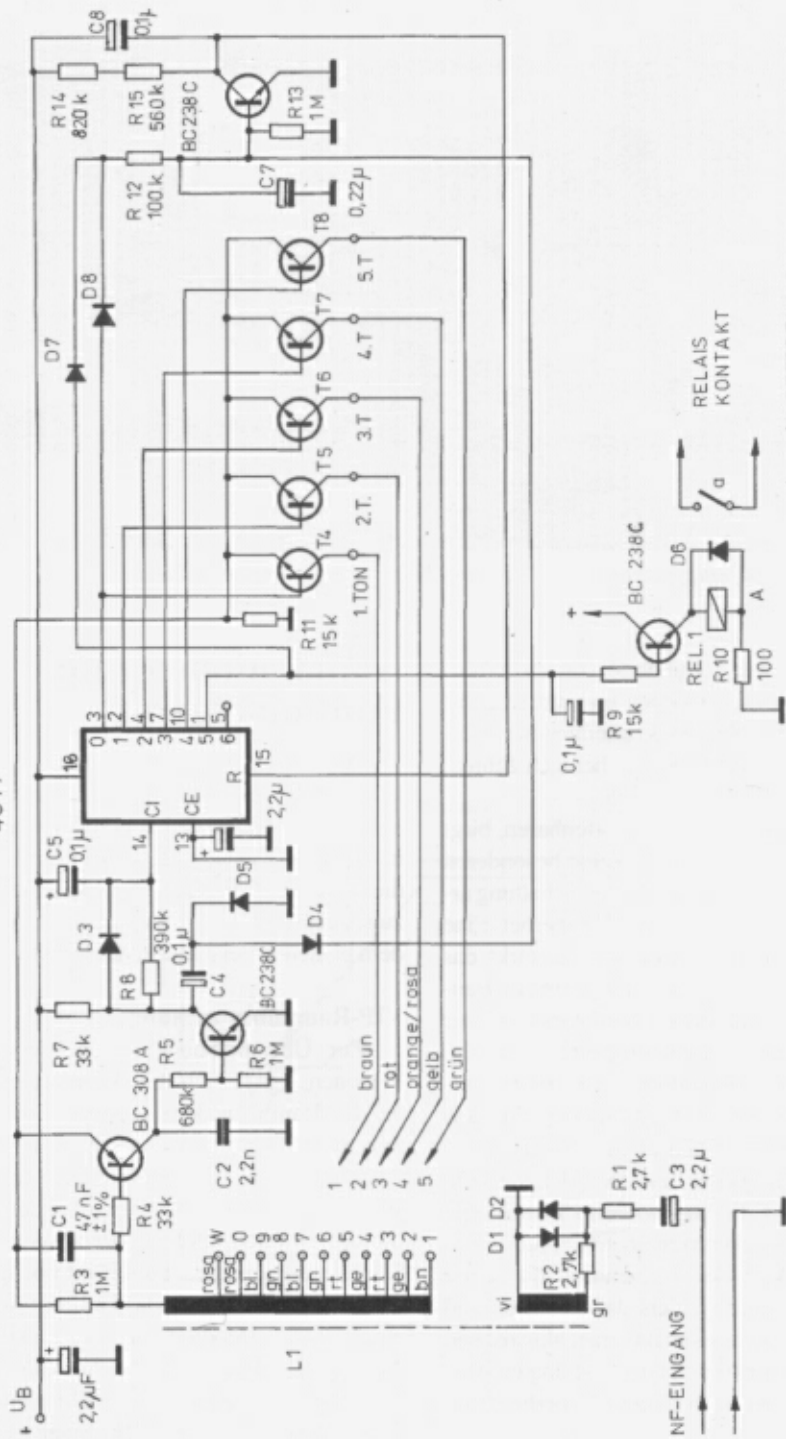 + U_B
2,2µF
R3
1M
C1
47nF
±1%
R4
33k
BC 308 A
R5
680k
C2
2,2n
R6
1M
BC238C
R7
33k
D3
R8
390k
C4
0,1µ
D5
D4
C5
0,1µ
14
CI
CE
13
2,2µ
16
R
15
0
1
2
3
4
5
6
3
2
4
7
10
1
5
R11
15k
T4
T5
T6
T7
T8
1.TON
2.T.
3.T
4.T
5.T
D7
D8
R12
100k
C7
0,22µ
BC238C
R13
1M
R14
820k
R15
560k
C8
0,1µ
L1
rosa
rosa
bl.
gn.
bl.
gn
rt
ge
rt
ge
bn
W
0
9
8
7
6
5
4
3
2
1
1
2
3
4
5
braun
rot
orange/rosa
gelb
grün
vi
gr
D1
D2
R2
2,7k
R1
2,7k
C3
2,2µ
NF-EINGANG
0,1µ
R9
15k
+
BC 238C
REL.1
R10
100
D6
A
a
RELAIS
KONTAKT